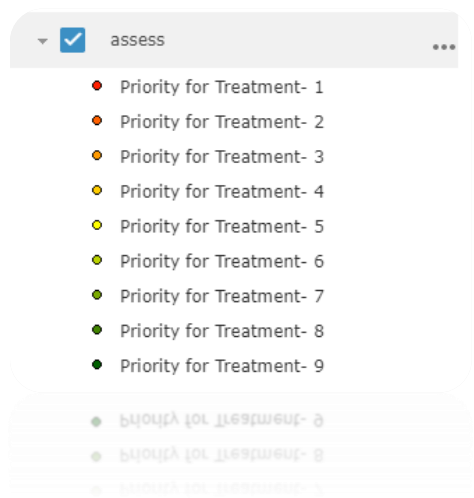 assess
Priority for Treatment- 1
Priority for Treatment- 2
Priority for Treatment- 3
Priority for Treatment- 4
Priority for Treatment- 5
Priority for Treatment- 6
Priority for Treatment- 7
Priority for Treatment- 8
Priority for Treatment- 9